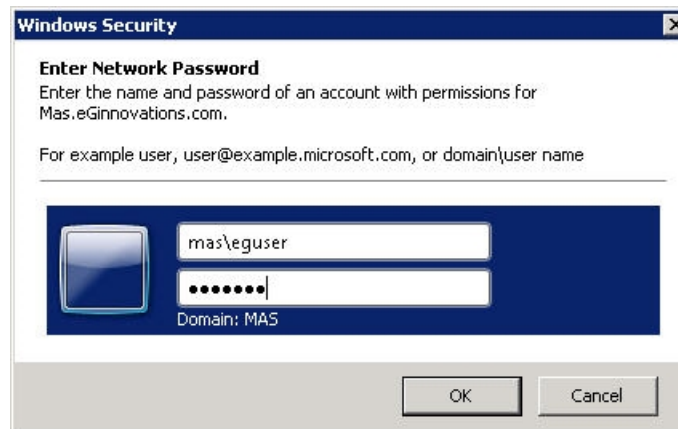 Windows Security
Enter Network Password
Enter the name and password of an account with permissions for
Mas.eGinnovations.com.
For example user, user@example.microsoft.com, or domain\user name
mas\eguser
●●●●●●●
Domain: MAS
OK
Cancel